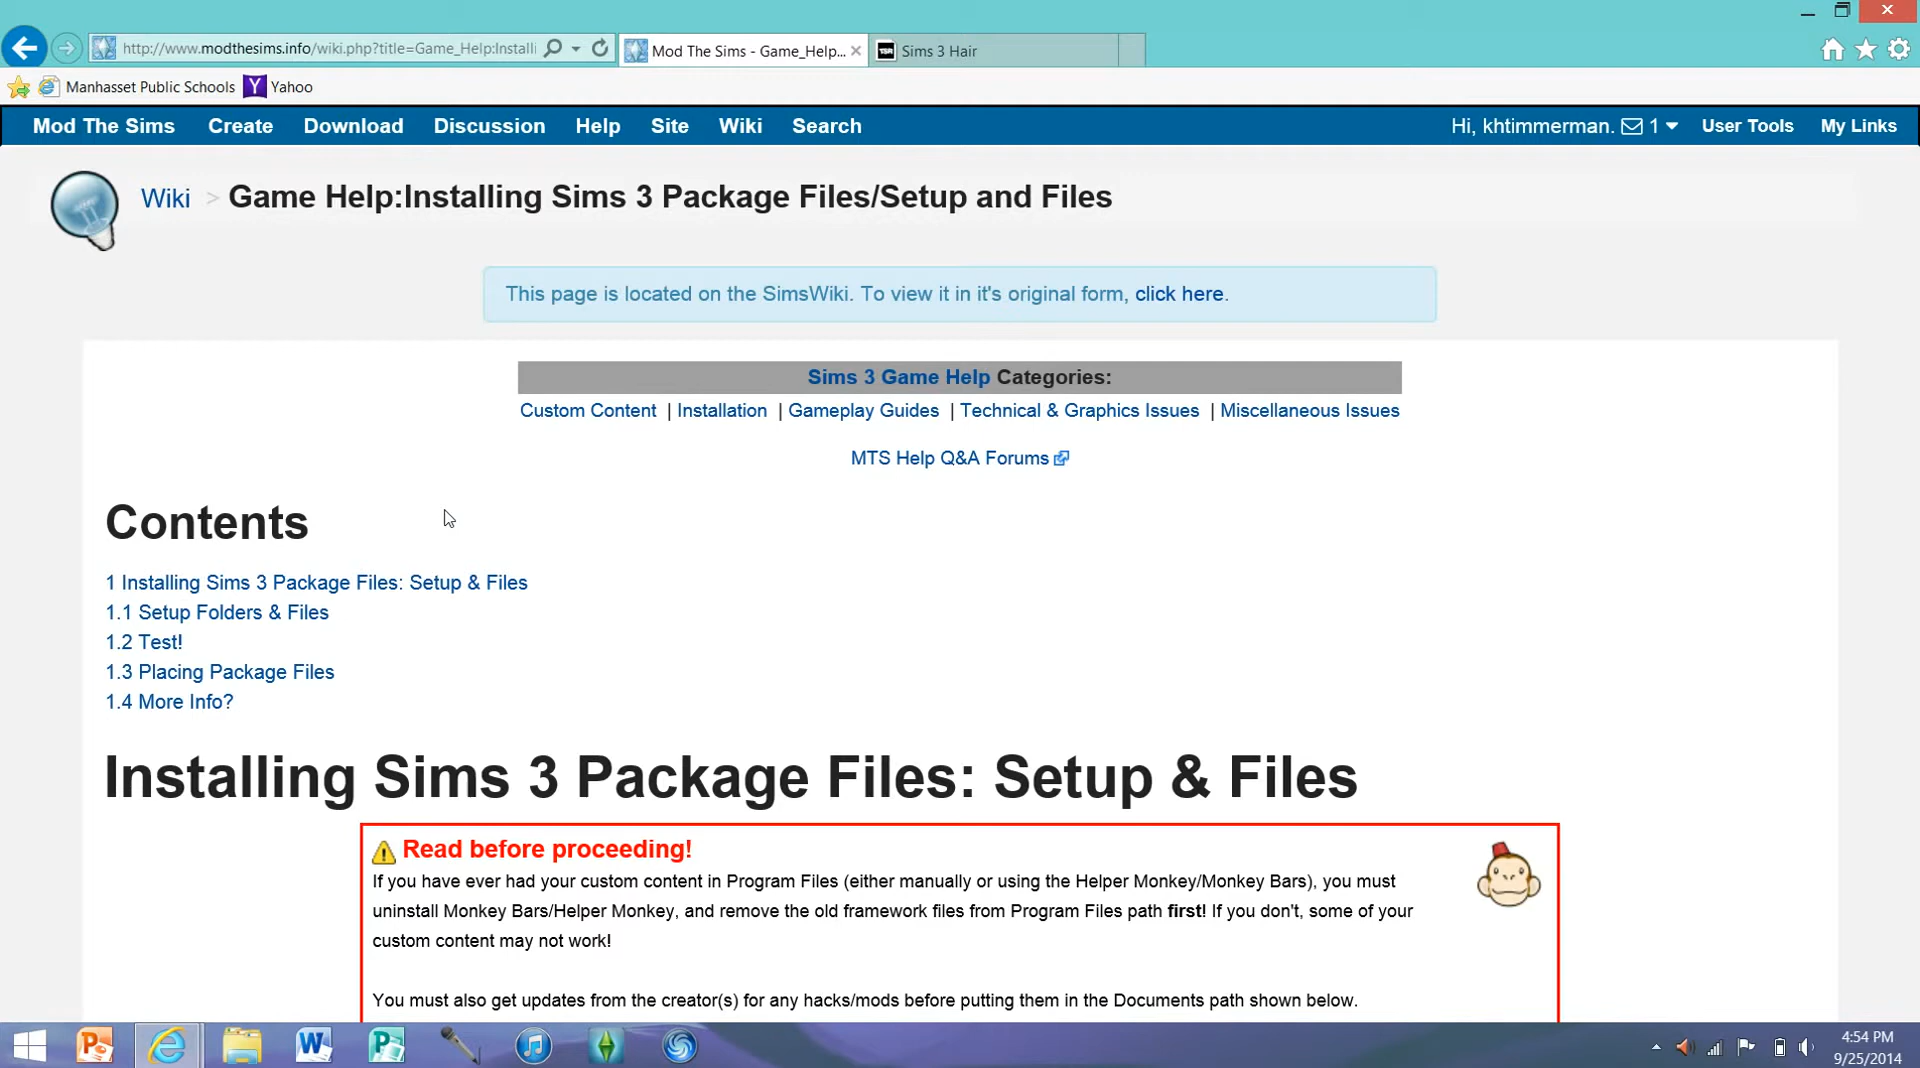 http://www.modthesims.info/wiki.php?title=Game_Help:Installi
Mod The Sims - Game_Help...
TSR Sims 3 Hair
Manhasset Public Schools Yahoo
Mod The Sims Create Download Discussion Help Site Wiki Search Hi, khtimmerman. 1 User Tools My Links
Wiki > Game Help:Installing Sims 3 Package Files/Setup and Files
This page is located on the SimsWiki. To view it in it's original form, click here.
Sims 3 Game Help Categories:
Custom Content | Installation | Gameplay Guides | Technical & Graphics Issues | Miscellaneous Issues
MTS Help Q&A Forums
Contents
1 Installing Sims 3 Package Files: Setup & Files
1.1 Setup Folders & Files
1.2 Test!
1.3 Placing Package Files
1.4 More Info?
Installing Sims 3 Package Files: Setup & Files
Read before proceeding!
If you have ever had your custom content in Program Files (either manually or using the Helper Monkey/Monkey Bars), you must
uninstall Monkey Bars/Helper Monkey, and remove the old framework files from Program Files path first! If you don't, some of your
custom content may not work!
You must also get updates from the creator(s) for any hacks/mods before putting them in the Documents path shown below.
4:54 PM
9/25/2014